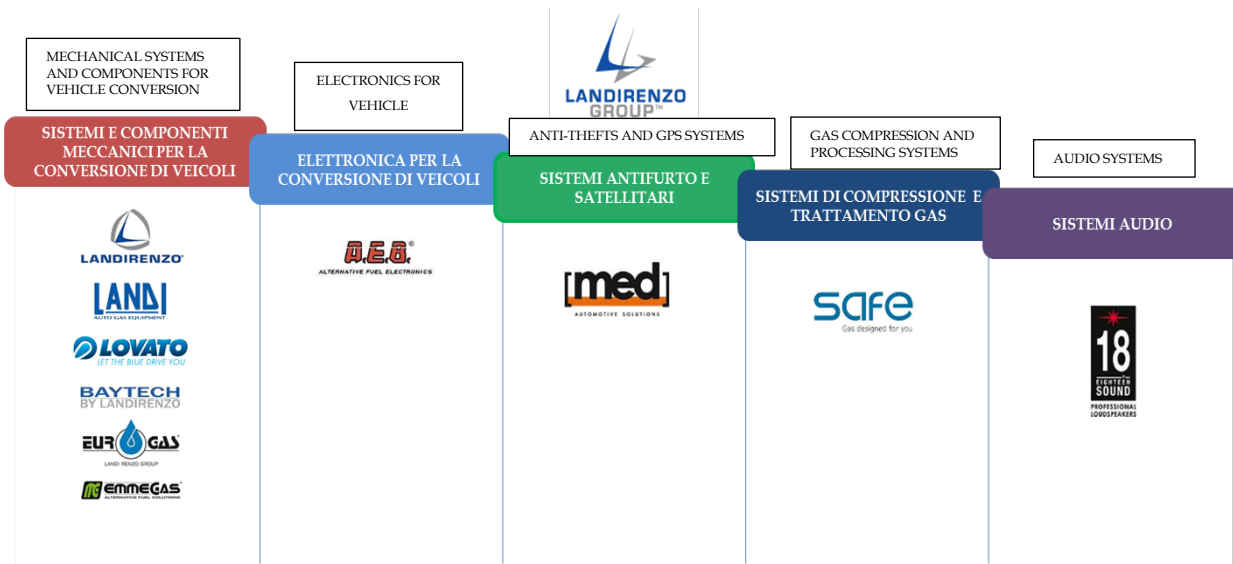 LANDIRENZO
GROUP™
MECHANICAL SYSTEMS
AND COMPONENTS FOR
VEHICLE CONVERSION
SISTEMI E COMPONENTI
MECCANICI PER LA
CONVERSIONE DI VEICOLI
LANDIRENZO®
LANDI
AUTO GAS EQUIPMENT
LOVATO
LET THE BLUE DRIVE YOU
BAYTECH
BY LANDIRENZO
EUROGAS
LANDI RENZO GROUP
EMMEGAS
ALTERNATIVE FUEL SOLUTIONS
ELECTRONICS FOR
VEHICLE
ELETTRONICA PER LA
CONVERSIONE DI VEICOLI
A.E.B.®
ALTERNATIVE FUEL ELECTRONICS
ANTI-THEFTS AND GPS SYSTEMS
SISTEMI ANTIFURTO E
SATELLITARI
[med]
AUTOMOTIVE SOLUTIONS
GAS COMPRESSION AND
PROCESSING SYSTEMS
SISTEMI DI COMPRESSIONE E
TRATTAMENTO GAS
safe
Gas designed for you
AUDIO SYSTEMS
SISTEMI AUDIO
18
EIGHTEEN
SOUND
PROFESSIONAL
LOUDSPEAKERS